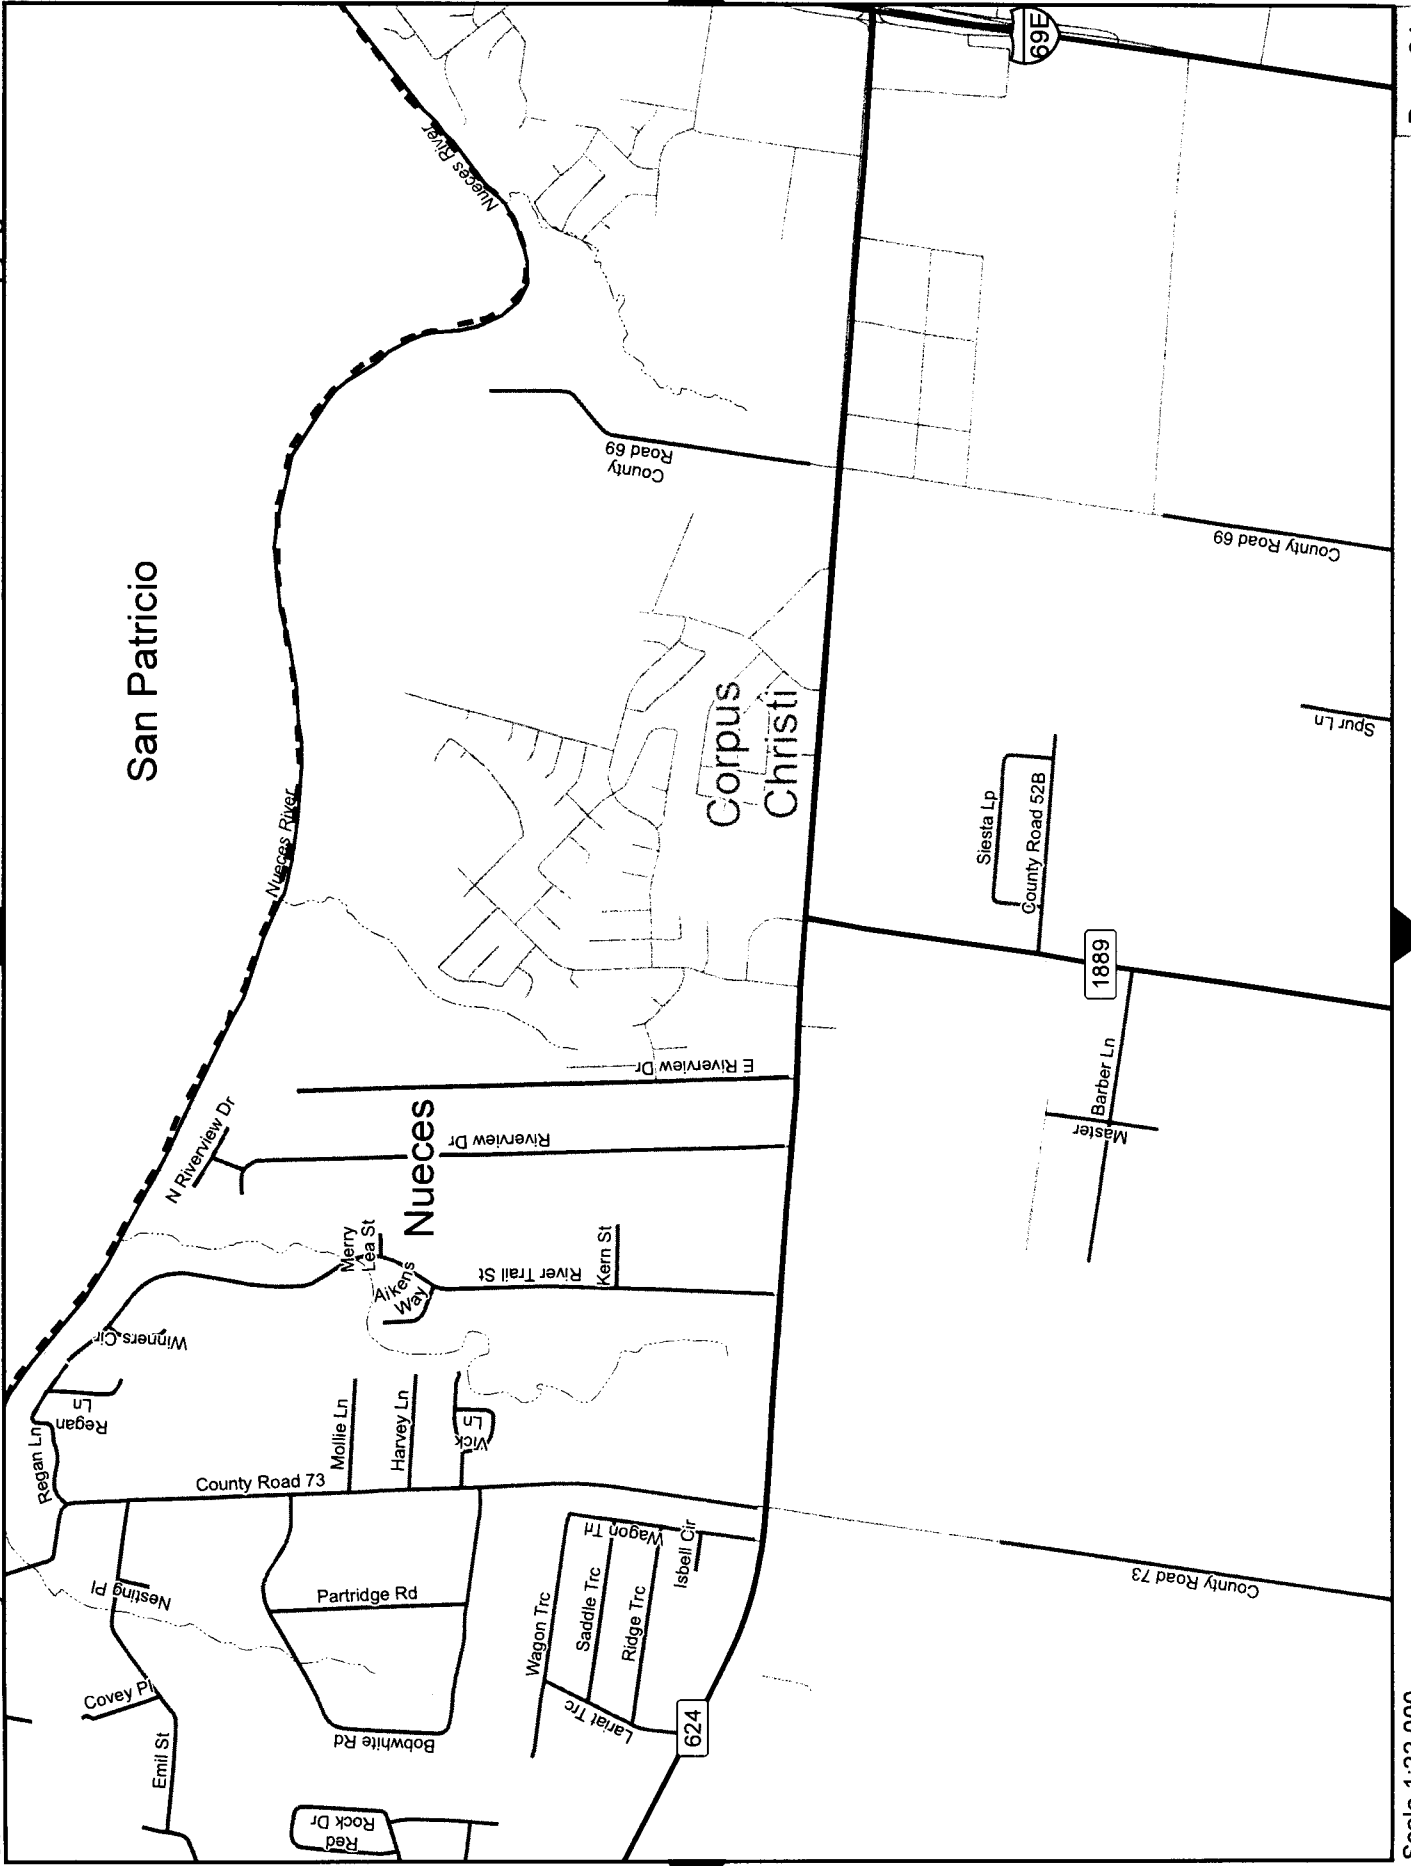 San Patricio
Nueces River
69E
Nueces River
County
Road 69
County Road 69
Corpus
Christi
Spur Ln
Siesta Lp
County Road 52B
1889
Barber Ln
Master
E Riverview Dr
Riverview Dr
N Riverview Dr
Nueces
Merry
Lea St
Aikens
Way
River Trail St
Kern St
Winners Cir
Regan
Ln
Regan Ln
Mollie Ln
Harvey Ln
Vick
Ln
County Road 73
County Road 73
Nesting Pl
Partridge Rd
Wagon Trl
Isbell Cir
Wagon Trc
Saddle Trc
Ridge Trc
Lariat Trc
Covey Pl
Emil St
Bobwhite Rd
624
Red
Rock Dr